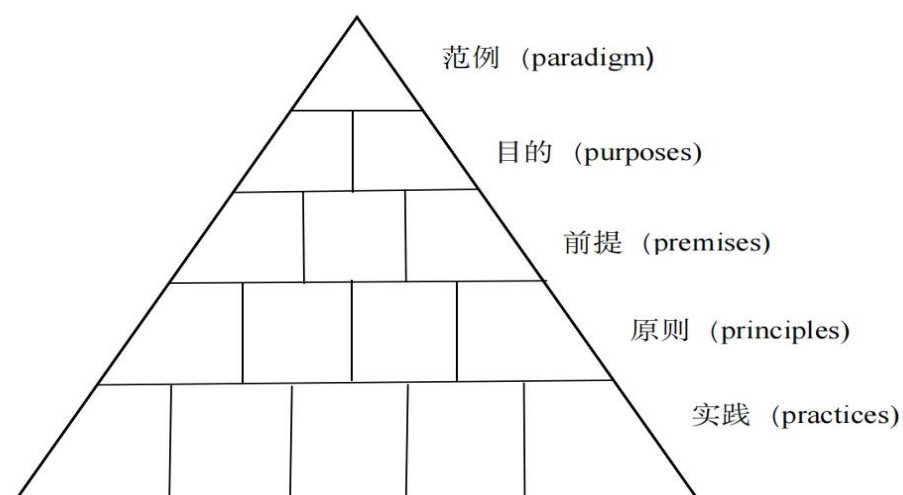 范例（paradigm)
目的（purposes)
前提（premises)
原则（principles)
实践（practices)